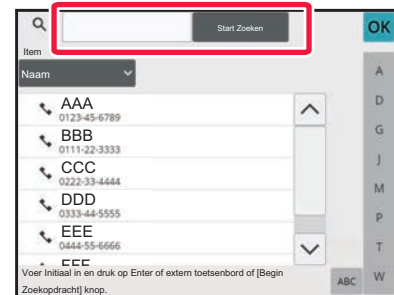 Start Zoeken
OK
Item
Naam
A
D
G
J
M
P
T
W
AAA
0123-45-6789
BBB
0111-22-3333
CCC
0222-33-4444
DDD
0333-44-5555
EEE
0444-55-6666
FFF
Voer Initiaal in en druk op Enter of extern toetsenbord of [Begin
Zoekopdracht] knop.
ABC